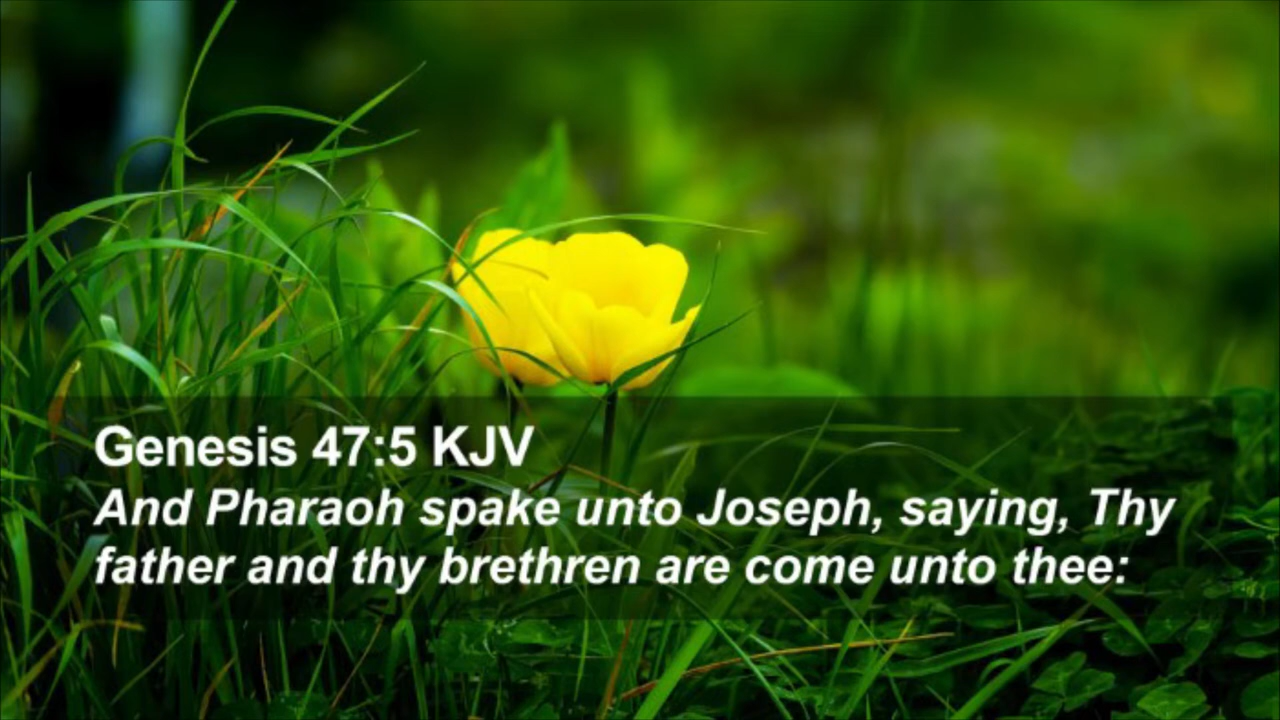 Genesis 47:5 KJV
And Pharaoh spake unto Joseph, saying, Thy
father and thy brethren are come unto thee: